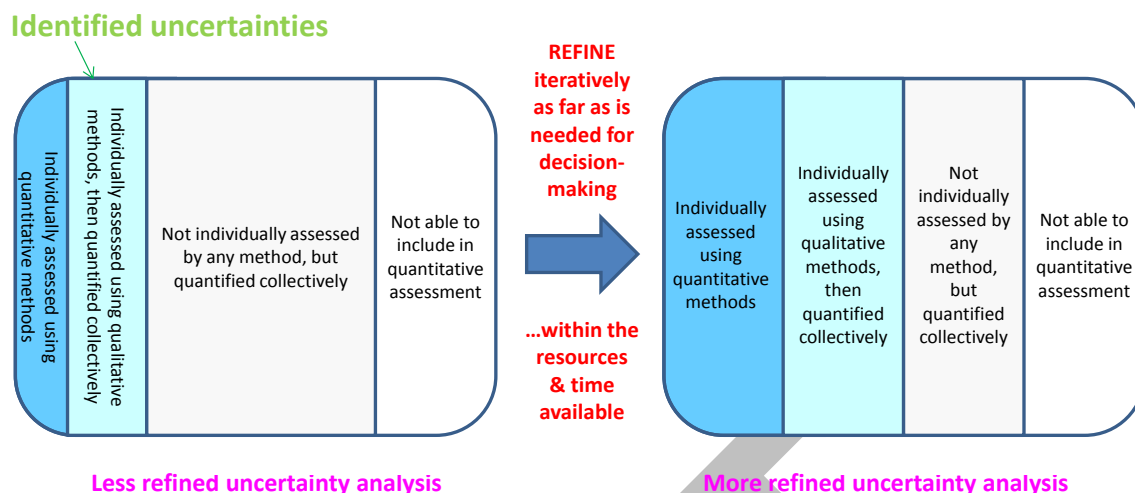 Identified uncertainties
Individually assessed using
quantitative methods
Individually assessed using qualitative
methods, then quantified collectively
Not individually assessed
by any method, but
quantified collectively
Not able to
include in
quantitative
assessment
REFINE
iteratively
as far as is
needed for
decision-
making
...within the
resources
& time
available
Individually
assessed
using
quantitative
methods
Individually
assessed
using
qualitative
methods,
then
quantified
collectively
Not
individually
assessed by
any
method,
but
quantified
collectively
Not able to
include in
quantitative
assessment
Less refined uncertainty analysis
More refined uncertainty analysis